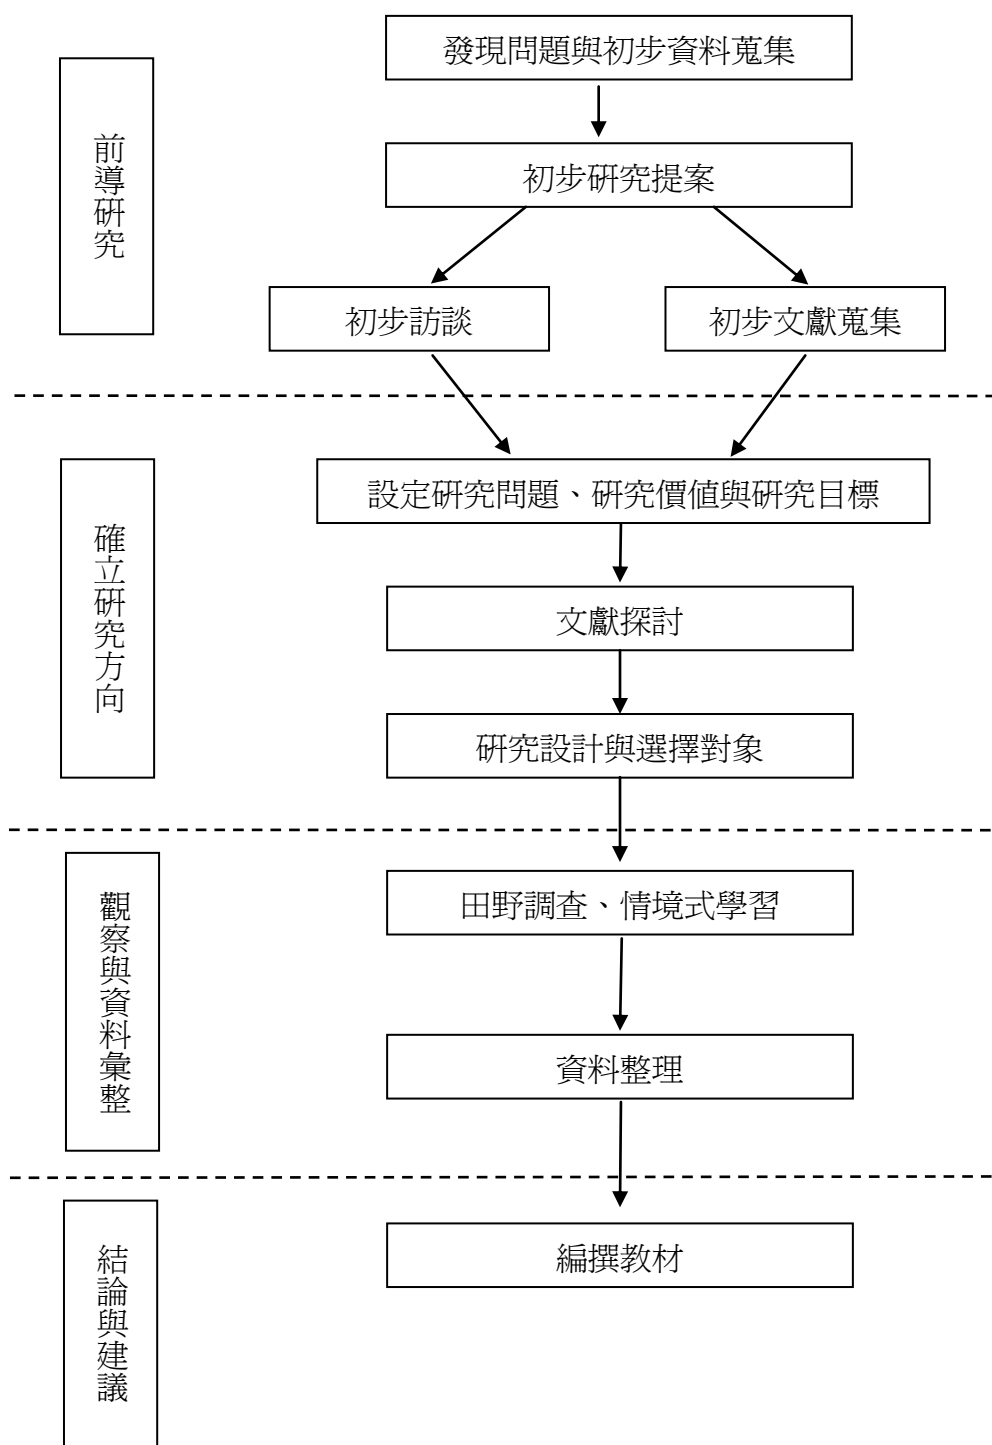 發現問題與初步資料蒐集
前導研究
初步研究提案
初步訪談
初步文獻蒐集
設定研究問題、研究價值與研究目標
確立研究方向
文獻探討
研究設計與選擇對象
觀察與資料彙整
田野調查、情境式學習
資料整理
結論與建議
編撰教材